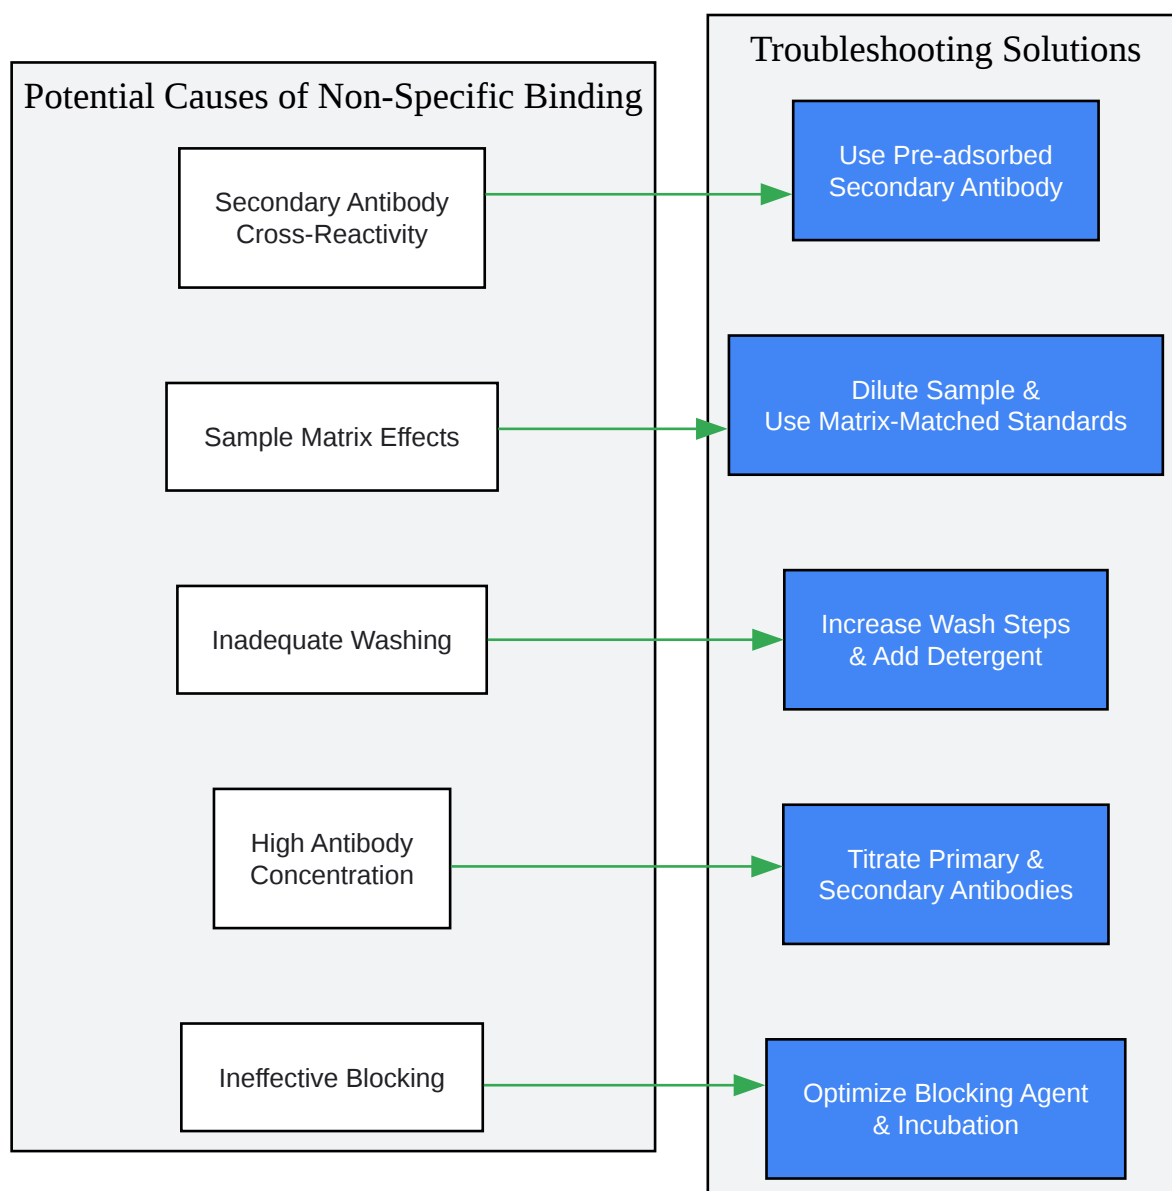 Potential Causes of Non-Specific Binding
Secondary Antibody
Cross-Reactivity
Sample Matrix Effects
Inadequate Washing
High Antibody
Concentration
Ineffective Blocking
Troubleshooting Solutions
Use Pre-adsorbed
Secondary Antibody
Dilute Sample &
Use Matrix-Matched Standards
Increase Wash Steps
& Add Detergent
Titrate Primary &
Secondary Antibodies
Optimize Blocking Agent
& Incubation